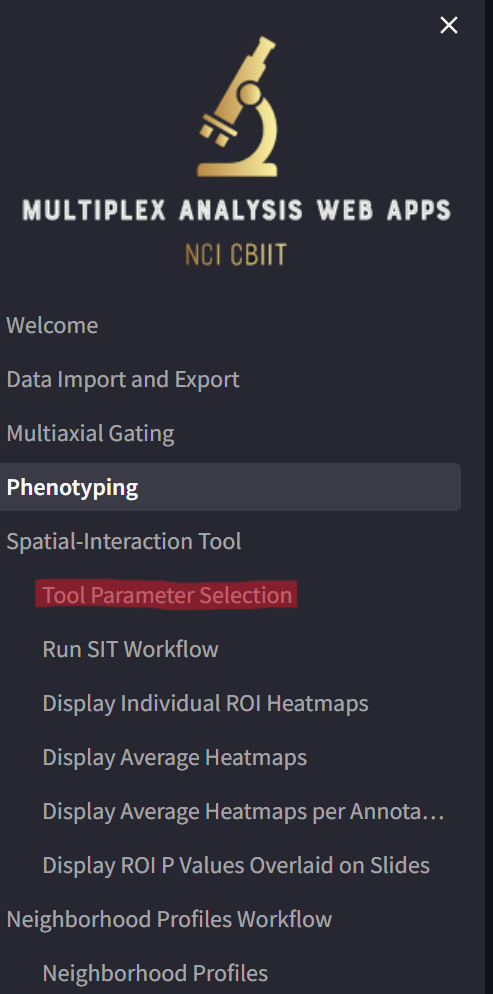 MULTIPLEX ANALYSIS WEB APPS
NCI CBIIT
Welcome
Data Import and Export
Multiaxial Gating
Phenotyping
Spatial-Interaction Tool
Tool Parameter Selection
Run SIT Workflow
Display Individual ROI Heatmaps
Display Average Heatmaps
Display Average Heatmaps per Annota...
Display ROI P Values Overlaid on Slides
Neighborhood Profiles Workflow
Neighborhood Profiles